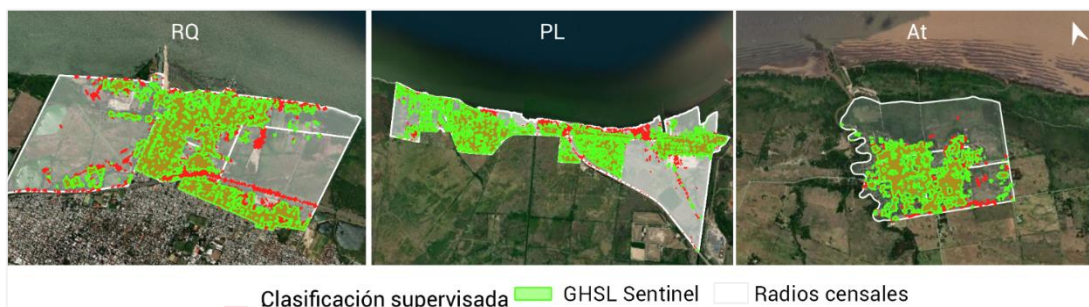 RQ
PL
At
Clasificación supervisada GHSL Sentinel Radios censales